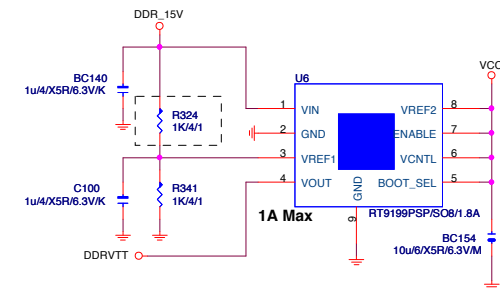 DDR_15V
VCC
BC140
1u/4/X5R/6.3V/K
U6
R324
1K/4/1
1 VIN VREF2 8
2 GND ENABLE 7
3 VREF1 VCNTL 6
4 VOUT BOOT_SEL 5
GND
9
C100
1u/4/X5R/6.3V/K
R341
1K/4/1
1A Max
RT9199PSP/SO8/1.8A
BC154
10u/6/X5R/6.3V/M
DDRVTT